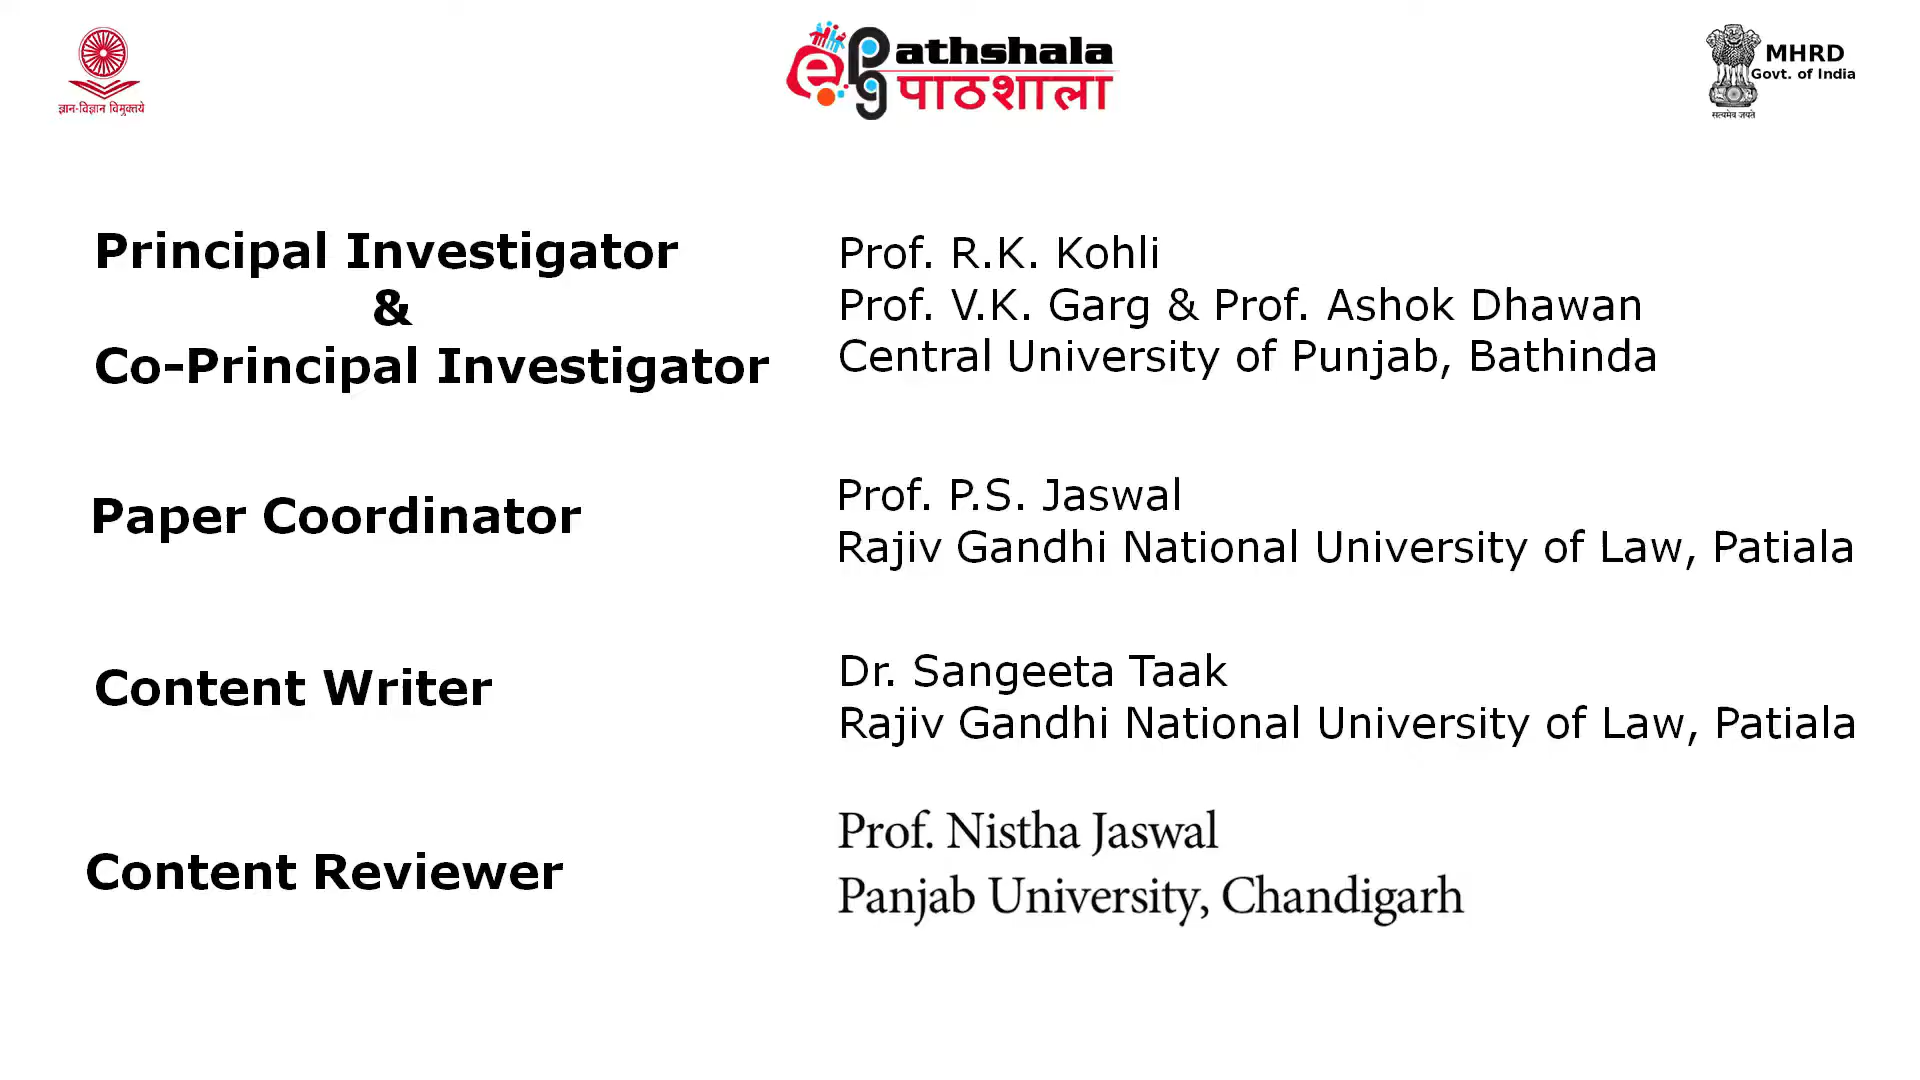 ज्ञान-विज्ञान विमुक्तये
ePG Pathshala
पाठशाला
MHRD
Govt. of India
सत्यमेव जयते
Principal Investigator
&
Co-Principal Investigator
Prof. R.K. Kohli
Prof. V.K. Garg & Prof. Ashok Dhawan
Central University of Punjab, Bathinda
Paper Coordinator
Prof. P.S. Jaswal
Rajiv Gandhi National University of Law, Patiala
Content Writer
Dr. Sangeeta Taak
Rajiv Gandhi National University of Law, Patiala
Content Reviewer
Prof. Nistha Jaswal
Panjab University, Chandigarh